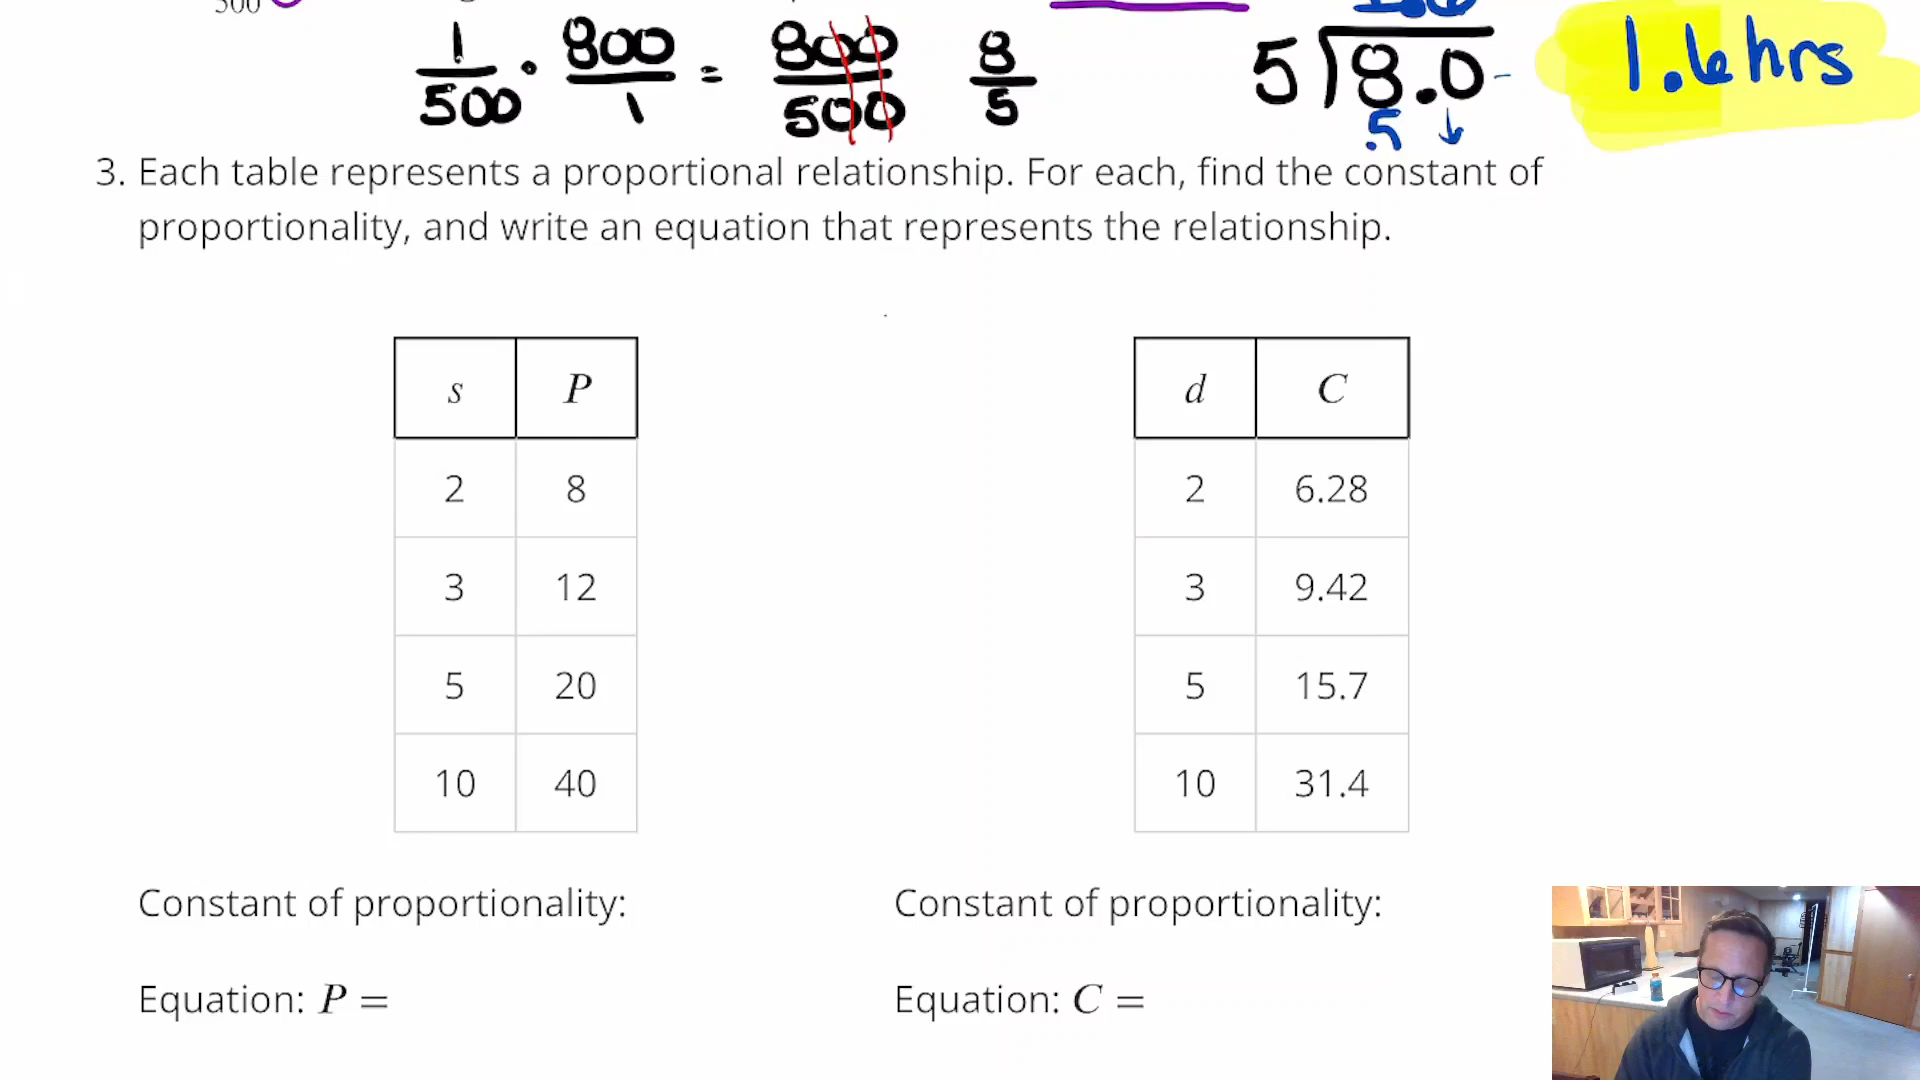 500
1/500 · 800/1 = 800/500 8/5 5)8.0 1.6 hrs
5
3. Each table represents a proportional relationship. For each, find the constant of
proportionality, and write an equation that represents the relationship.
s P
2 8
3 12
5 20
10 40
d C
2 6.28
3 9.42
5 15.7
10 31.4
Constant of proportionality:
Equation: P =
Constant of proportionality:
Equation: C =